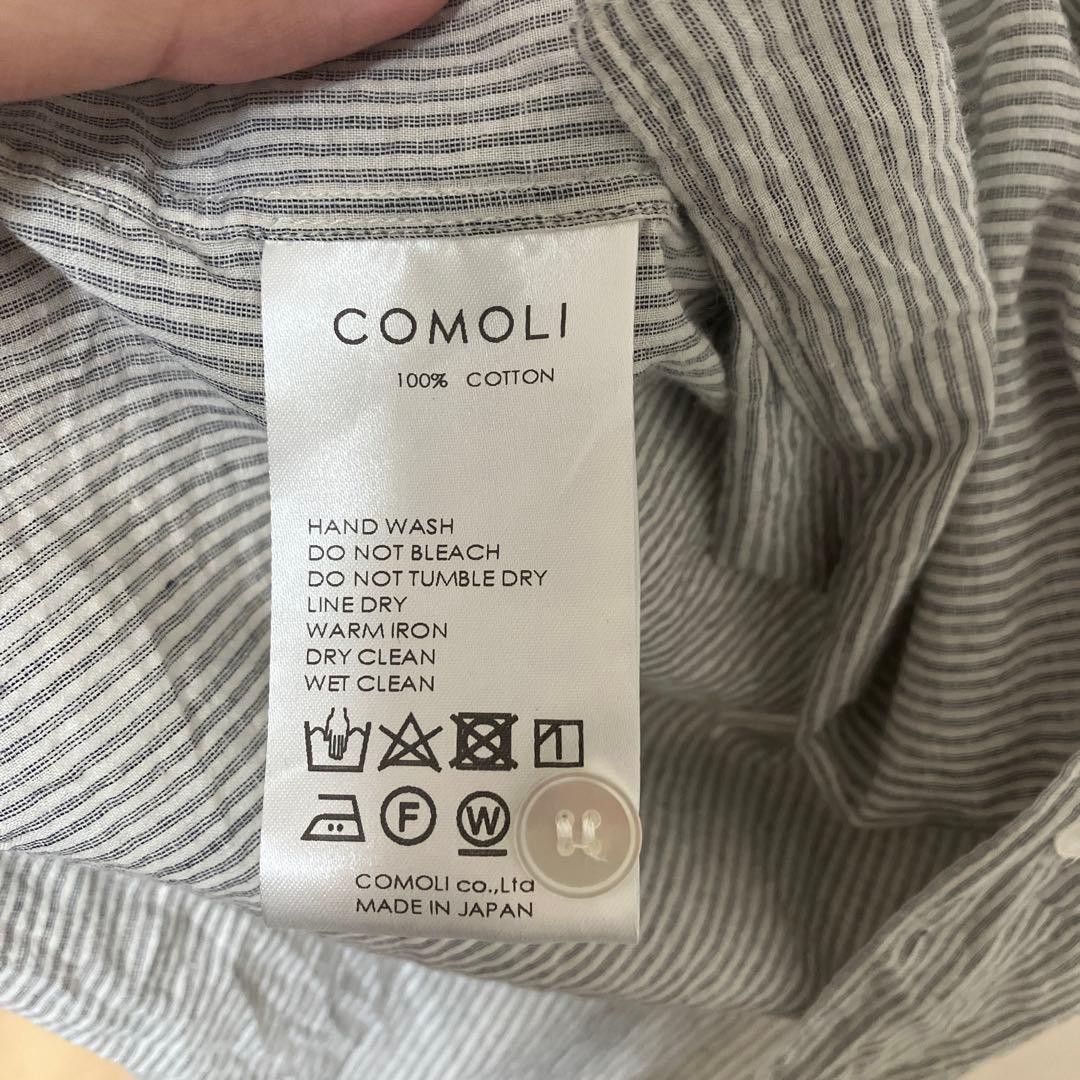 COMOLI
100% COTTON
HAND WASH
DO NOT BLEACH
DO NOT TUMBLE DRY
LINE DRY
WARM IRON
DRY CLEAN
WET CLEAN
F W
COMOLI co.,Ltd
MADE IN JAPAN